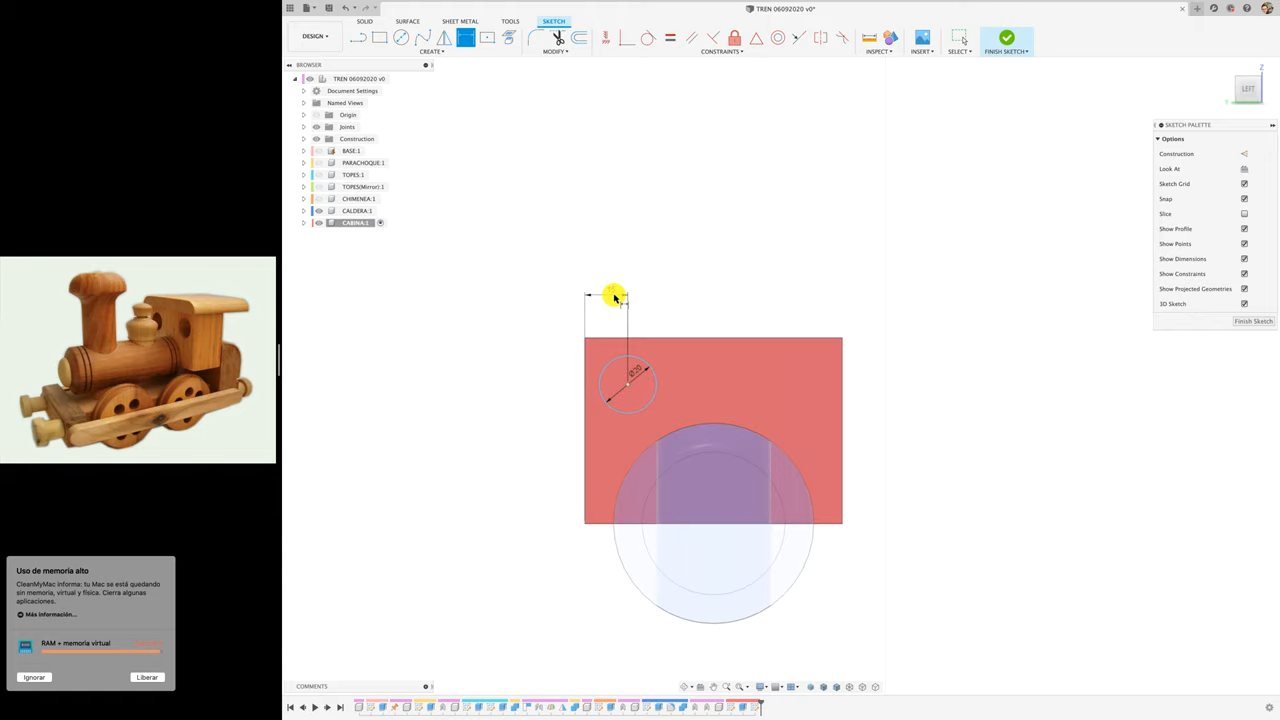 TREN 06092020 v0*
SOLID
SURFACE
SHEET METAL
TOOLS
SKETCH
DESIGN
CREATE
MODIFY
CONSTRAINTS
INSPECT
INSERT
SELECT
FINISH SKETCH
BROWSER
TREN 06092020 v0
Document Settings
Named Views
Origin
Joints
Construction
BASE:1
PARACHOQUE:1
TOPES:1
TOPES(Mirror):1
CHIMENEA:1
CALDERA:1
CABINA:1
Z
LEFT
Y
SKETCH PALETTE
Options
Construction
Look At
Sketch Grid
Snap
Slice
Show Profile
Show Points
Show Dimensions
Show Constraints
Show Projected Geometries
3D Sketch
Finish Sketch
15
Ø20
Uso de memoria alto
CleanMyMac informa: tu Mac se está quedando
sin memoria, virtual y física. Cierra algunas
aplicaciones.
Más información...
RAM + memoria virtual
Ignorar
Liberar
COMMENTS